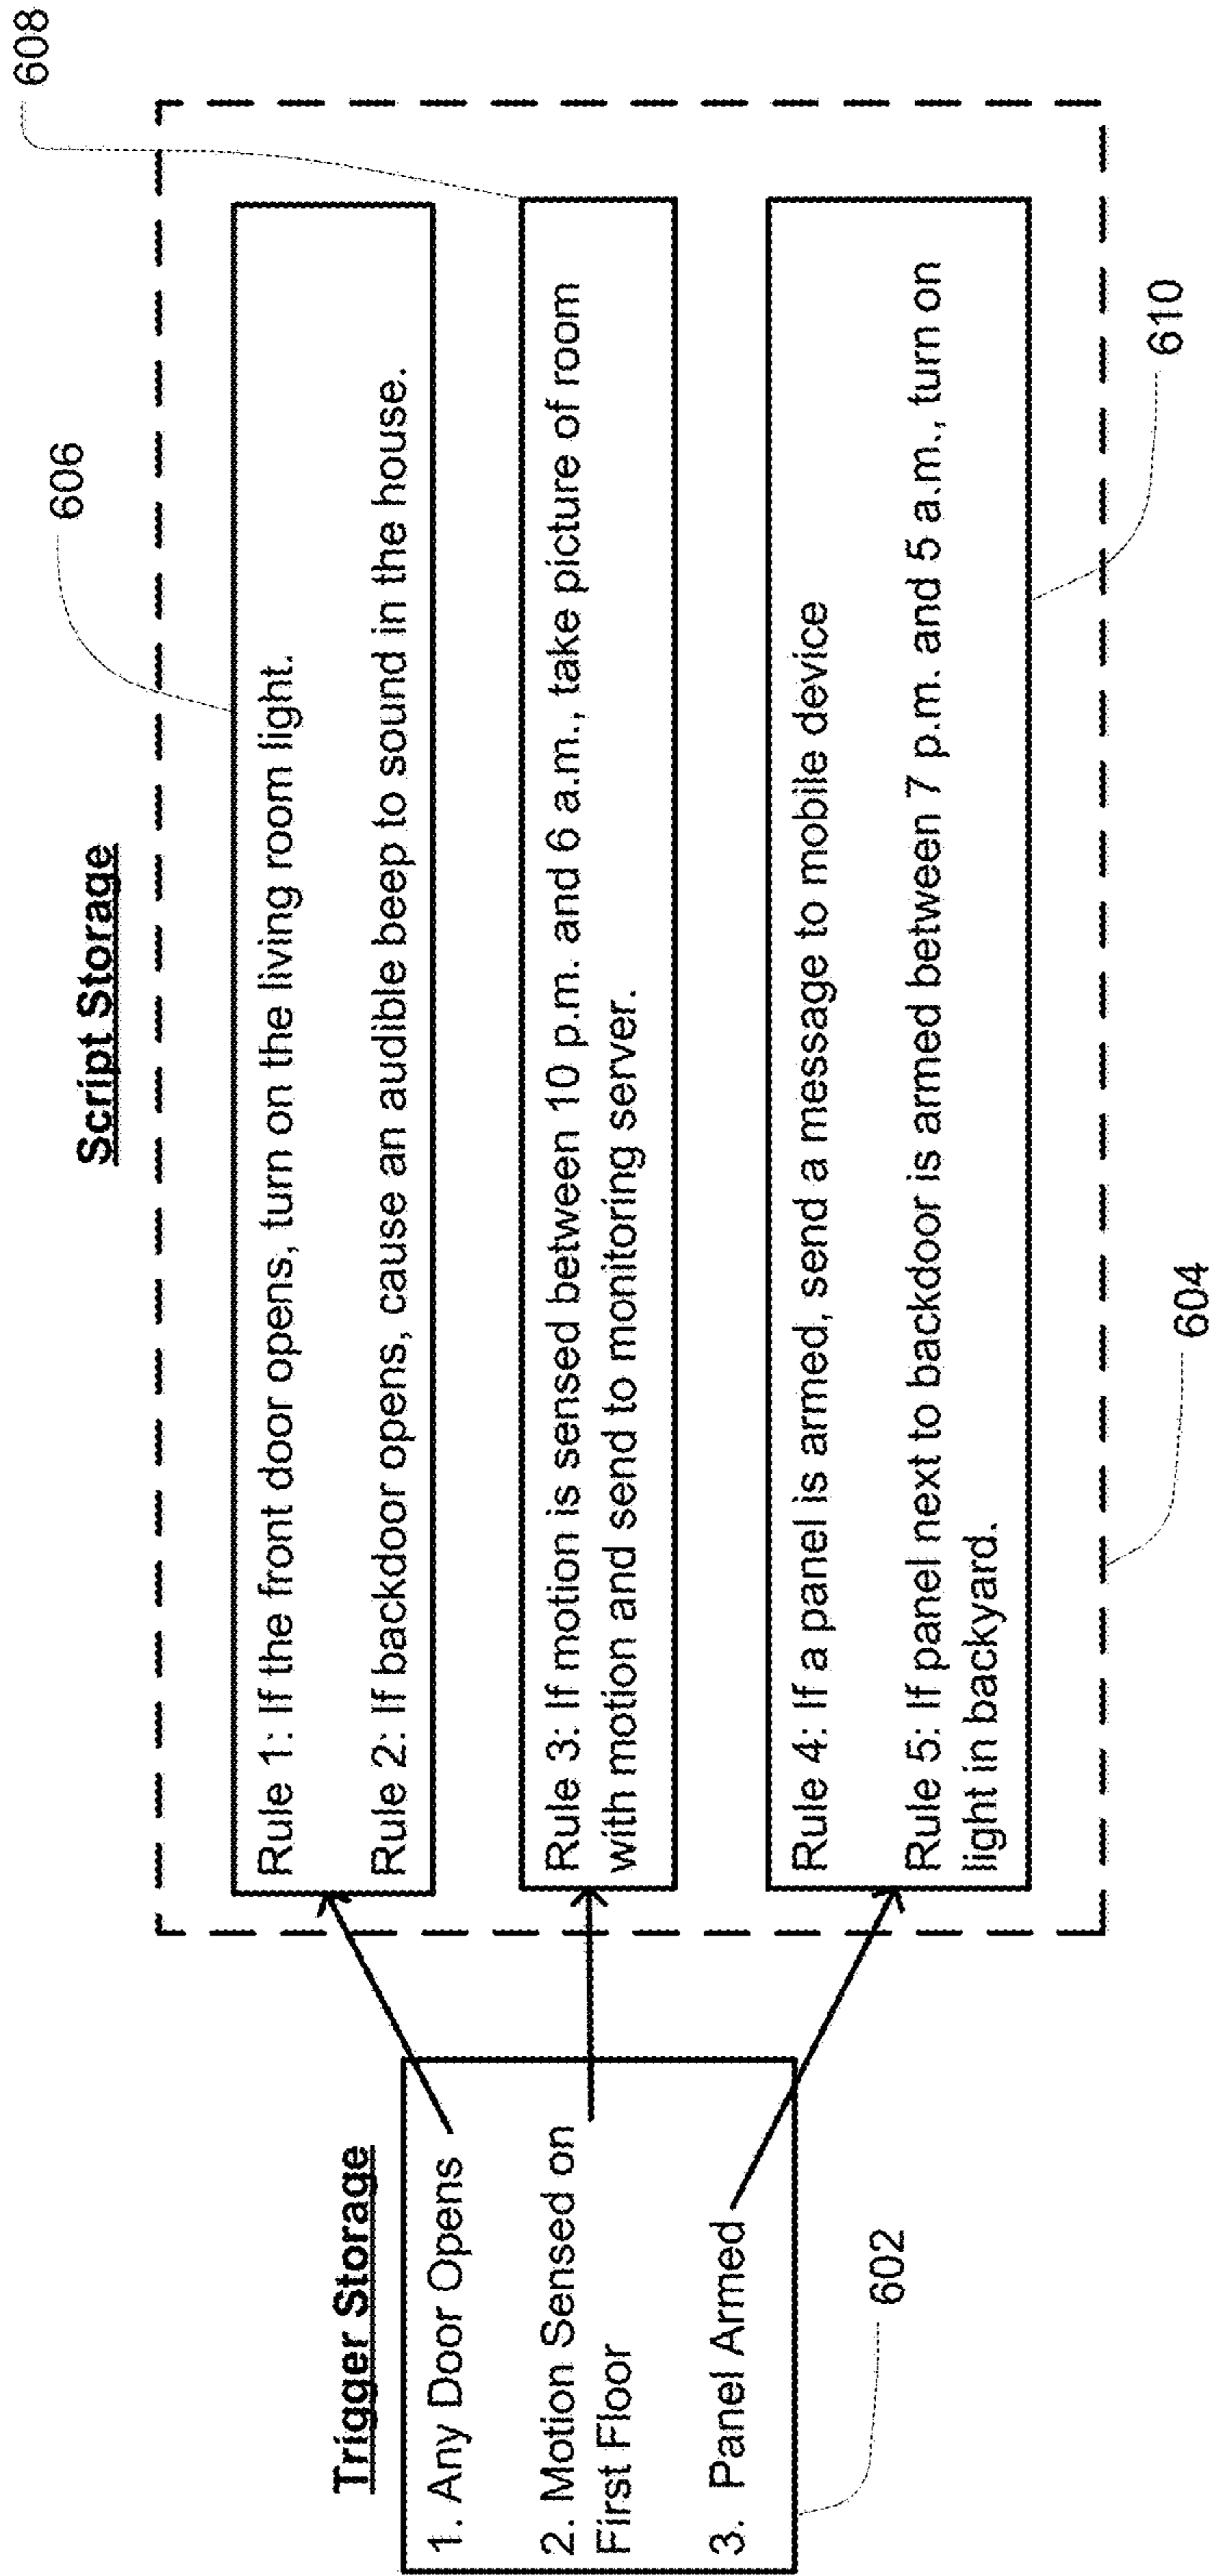 Script Storage
608
606
Rule 1: If the front door opens, turn on the living room light.
Rule 2: If backdoor opens, cause an audible beep to sound in the house.
Rule 3: If motion is sensed between 10 p.m. and 6 a.m., take picture of room
with motion and send to monitoring server.
Rule 4: If a panel is armed, send a message to mobile device
Rule 5: If panel next to backdoor is armed between 7 p.m. and 5 a.m., turn on
light in backyard.
610
604
Trigger Storage
1. Any Door Opens
2. Motion Sensed on
First Floor
3. Panel Armed
602